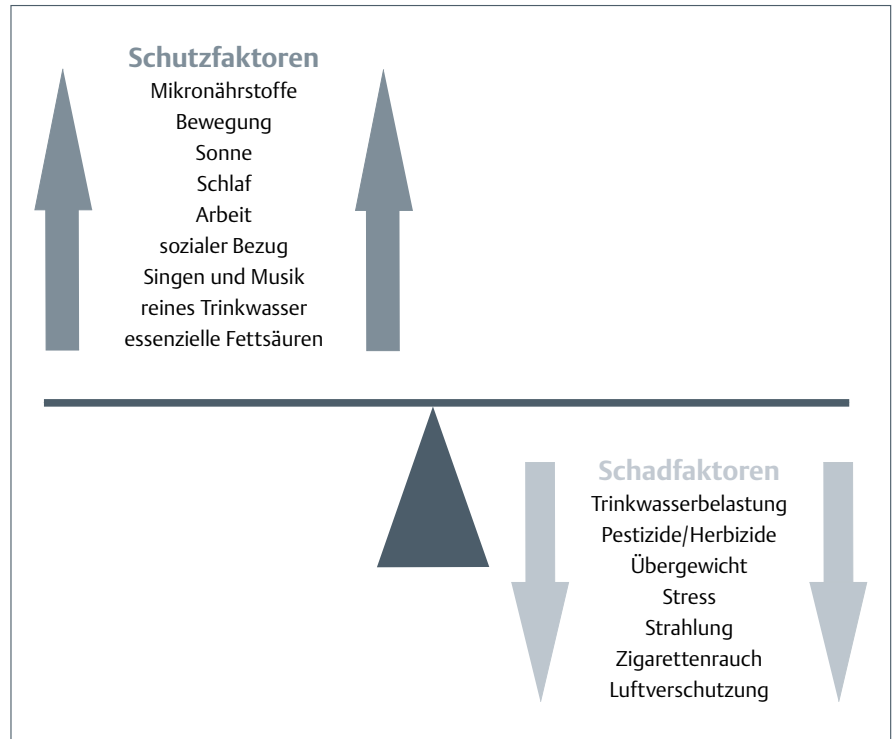 Schutzfaktoren
Mikronährstoffe
Bewegung
Sonne
Schlaf
Arbeit
sozialer Bezug
Singen und Musik
reines Trinkwasser
essenzielle Fettsäuren
Schadfaktoren
Trinkwasserbelastung
Pestizide/Herbizide
Übergewicht
Stress
Strahlung
Zigarettenrauch
Luftverschutzung